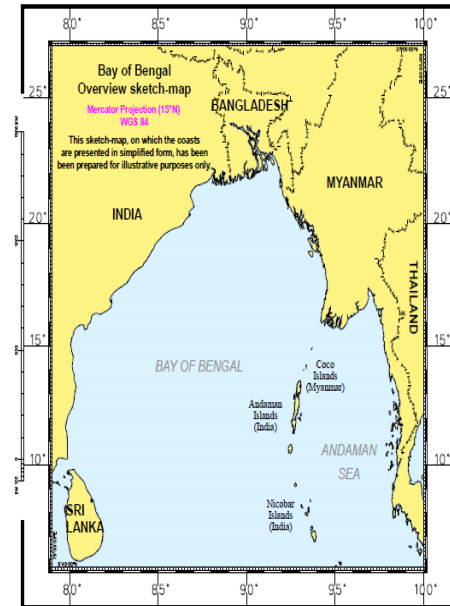 80° 85° 90° 95° 100°
Bay of Bengal
Overview sketch-map
Mercator Projection (15°N)
WGS 84
This sketch-map, on which the coasts
are presented in simplified form, has been
been prepared for illustrative purposes only
25° 25°
BANGLADESH
MYANMAR
INDIA
20° 20°
THAILAND
15° 15°
BAY OF BENGAL
Coco
Islands
(Myanmar)
Andaman
Islands
(India)
ANDAMAN
SEA
10° 10°
Nicobar
Islands
(India)
SRI
LANKA
80° 85° 90° 95° 100°